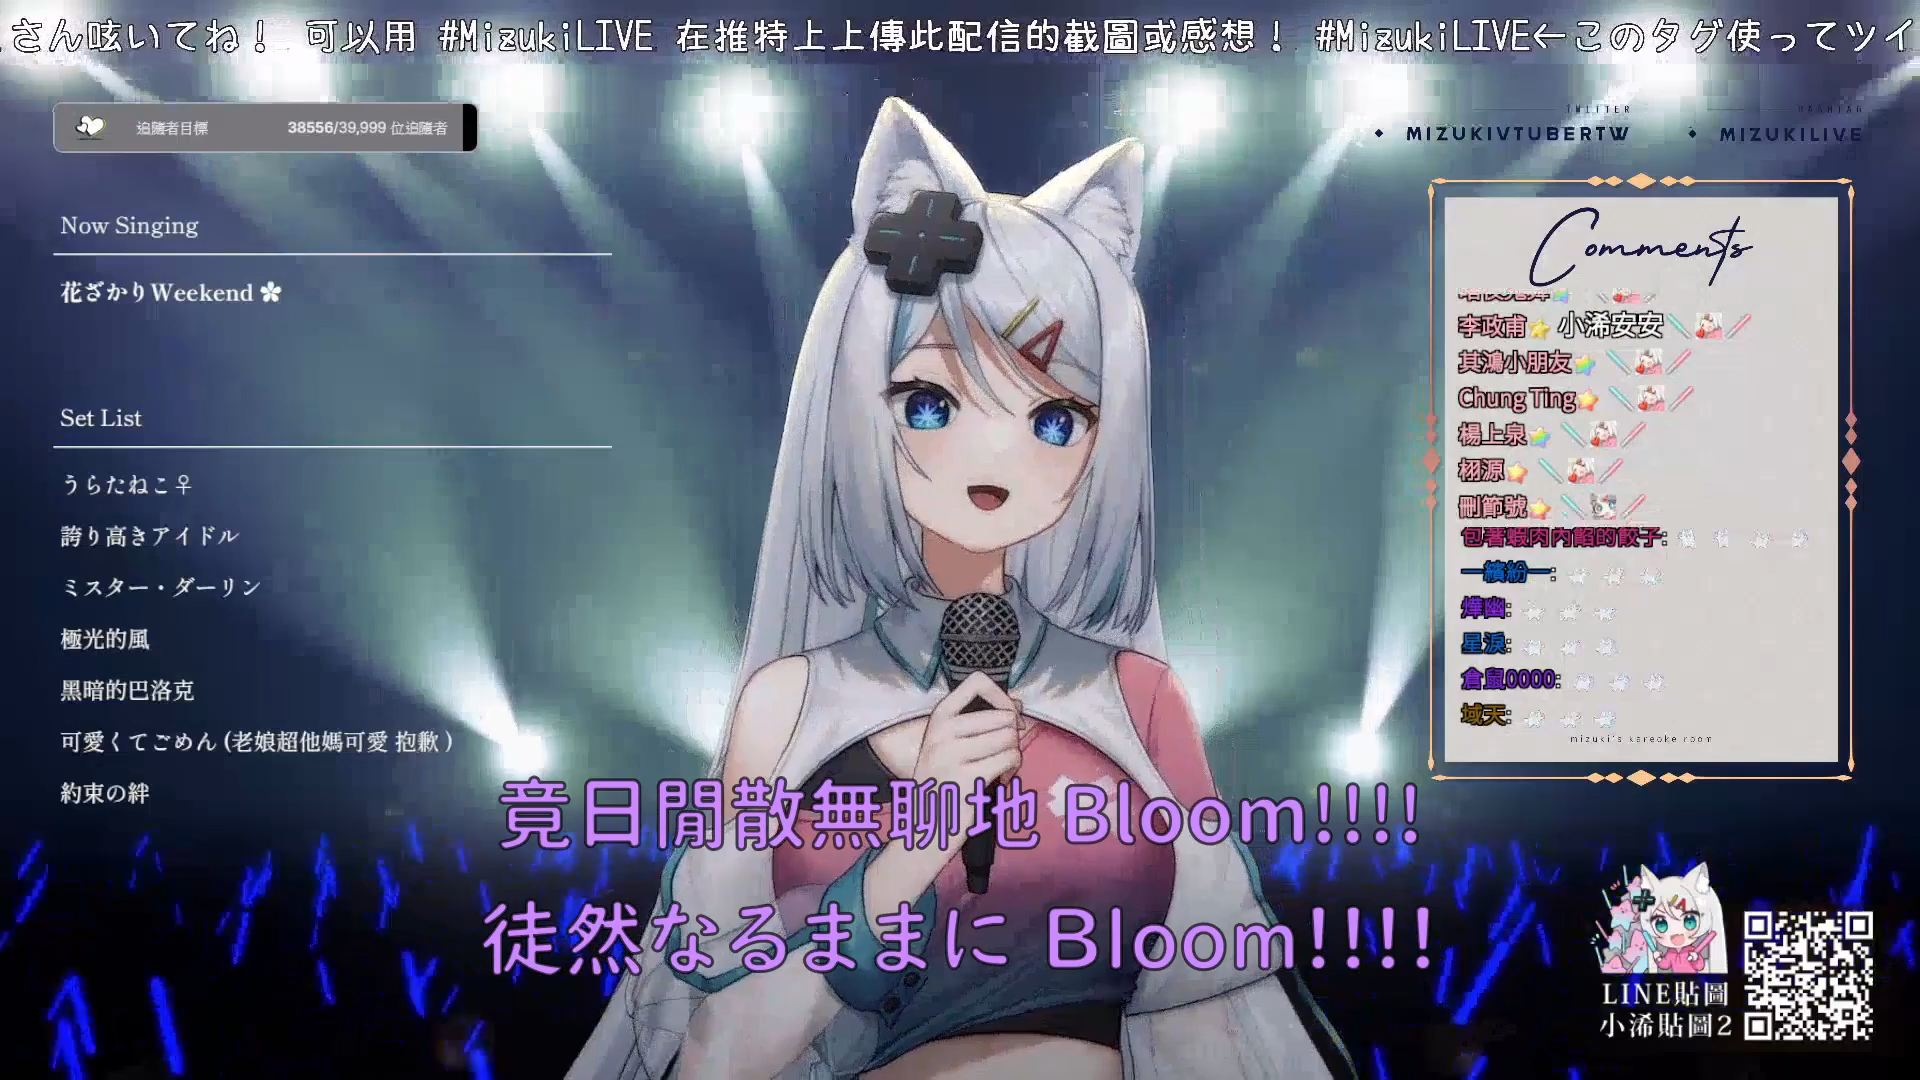 さん呟いてね！ 可以用 #MizukiLIVE 在推特上上傳此配信的截圖或感想！ #MizukiLIVE←このタグ使ってツイ
追隨者目標 38556/39,999 位追隨者
TWITTER
MIZUKIVTUBERTW
HASHTAG
MIZUKILIVE
Now Singing
花ざかりWeekend ✽
Set List
うらたねこ♀
誇り高きアイドル
ミスター・ダーリン
極光的風
黑暗的巴洛克
可愛くてごめん (老娘超他媽可愛 抱歉 )
約束の絆
Comments
李政甫 小浠安安
其鴻小朋友
Chung Ting
楊上泉
栩源
刪節號
包著蝦肉內餡的餃子:
一繽紛一:
燁幽:
星淚:
倉鼠0000:
域天:
mizuki's kareoke room
竟日閒散無聊地 Bloom!!!!
徒然なるままに Bloom!!!!
LINE貼圖
小浠貼圖2